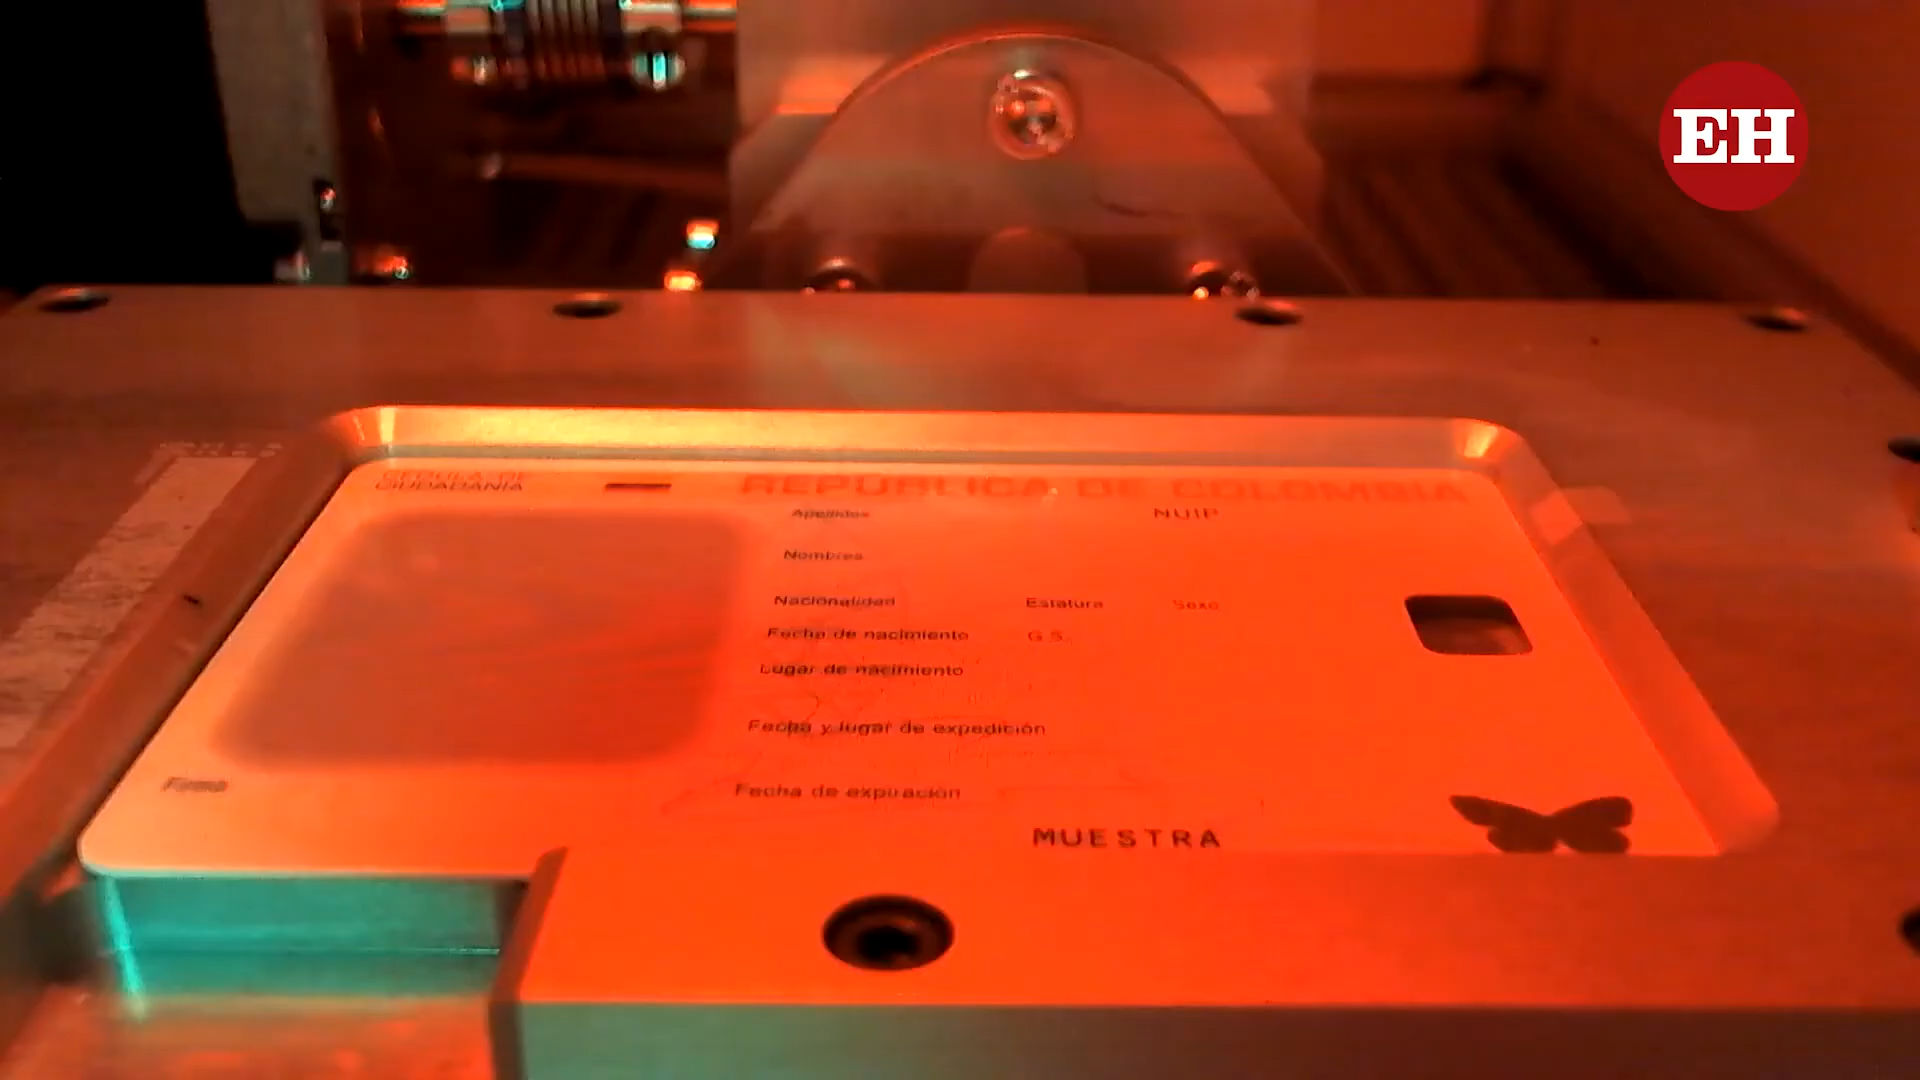 EH
CÉDULA DE
CIUDADANÍA
REPÚBLICA DE COLOMBIA
Apellidos
NUIP
Nombres
Nacionalidad
Estatura
Sexo
Fecha de nacimiento
G.S.
Lugar de nacimiento
Fecha y lugar de expedición
Firma
Fecha de expiración
MUESTRA